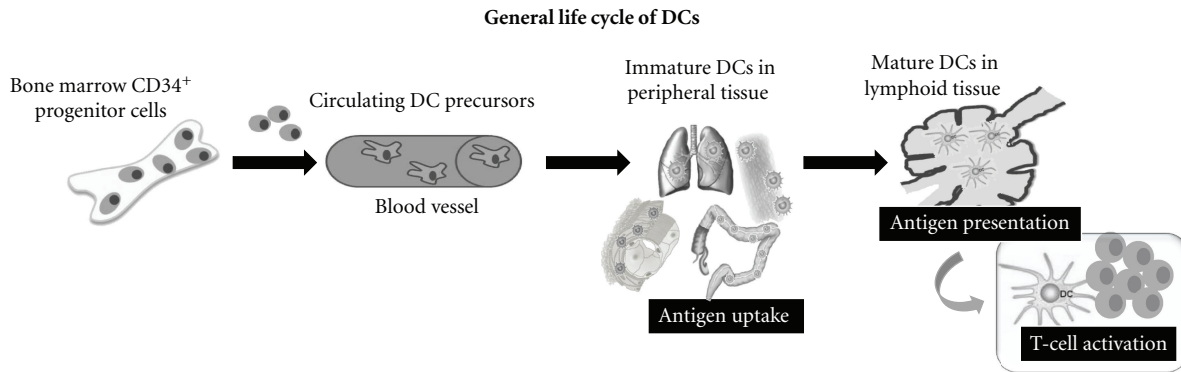 General life cycle of DCs
Bone marrow CD34⁺
progenitor cells
Circulating DC precursors
Blood vessel
Immature DCs in
peripheral tissue
Antigen uptake
Mature DCs in
lymphoid tissue
Antigen presentation
DC
T-cell activation